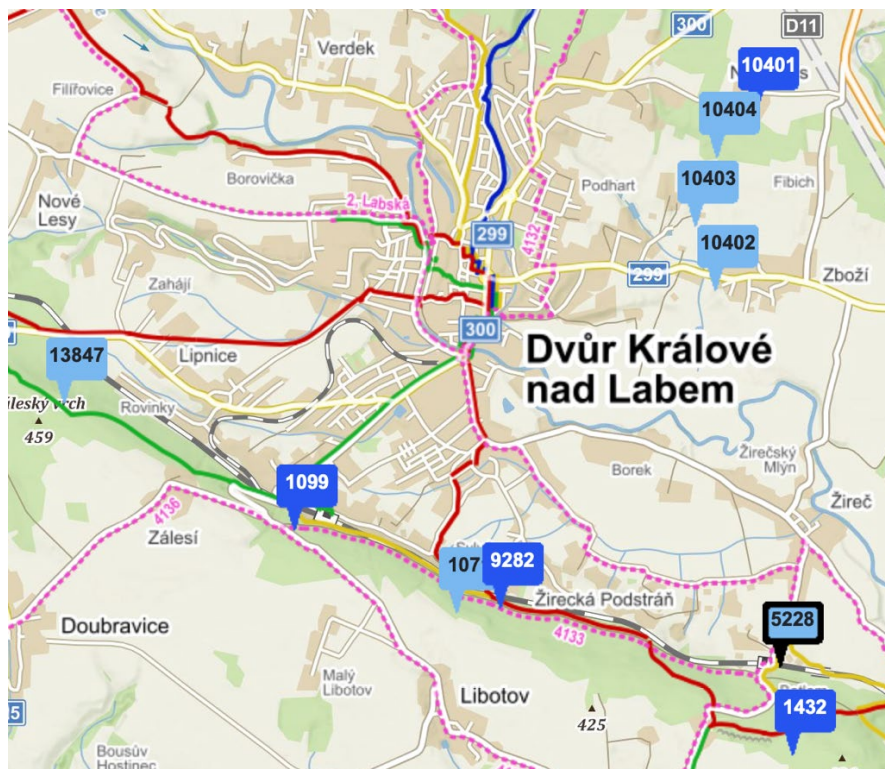 300
D11
Verdek
10401
Filířovice
10404
Borovička
Podhart
10403
Fibich
Nové
Lesy
2, Labská
4132
299
10402
299
Zboží
Zahájí
300
13847
Lipnice
Dvůr Králové
nad Labem
Rovinky
459
Borek
Žirečský
Mlýn
1099
4136
Zálesí
Žireč
107
9282
Žirecká Podstráň
4133
5228
Doubravice
Malý
Libotov
Libotov
425
1432
Boušův
Hostinec